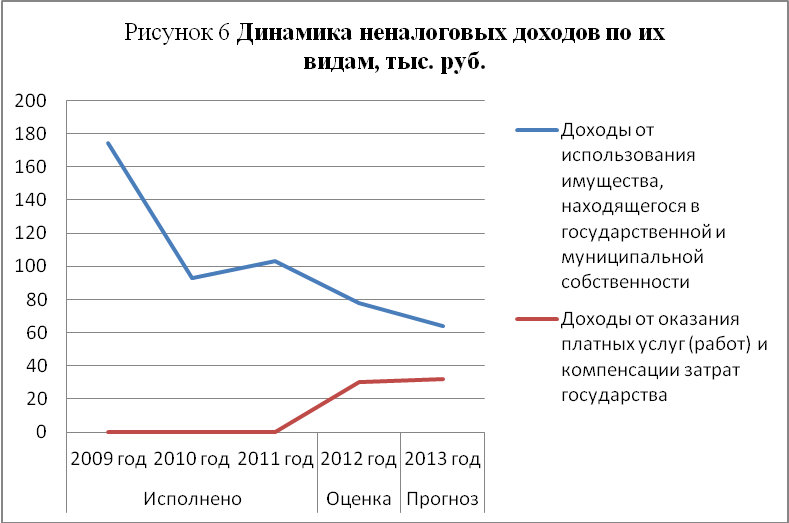 Рисунок 6 Динамика неналоговых доходов по их
видам, тыс. руб.
200
180
160
140
120
100
80
60
40
20
0
2009 год 2010 год 2011 год 2012 год 2013 год
Исполнено Оценка Прогноз
Доходы от
использования
имущества,
находящегося в
государственной и
муниципальной
собственности
Доходы от оказания
платных услуг (работ) и
компенсации затрат
государства